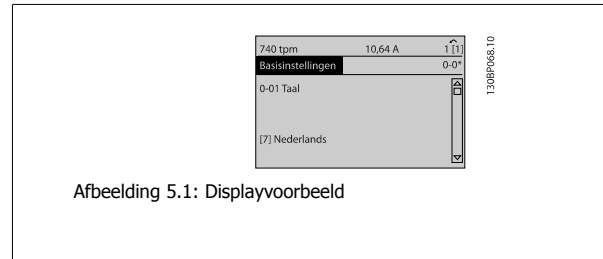 740 tpm 10,64 A 1 [1]
Basisinstellingen 0-0*
0-01 Taal
[7] Nederlands
130BP068.10
Afbeelding 5.1: Displayvoorbeeld